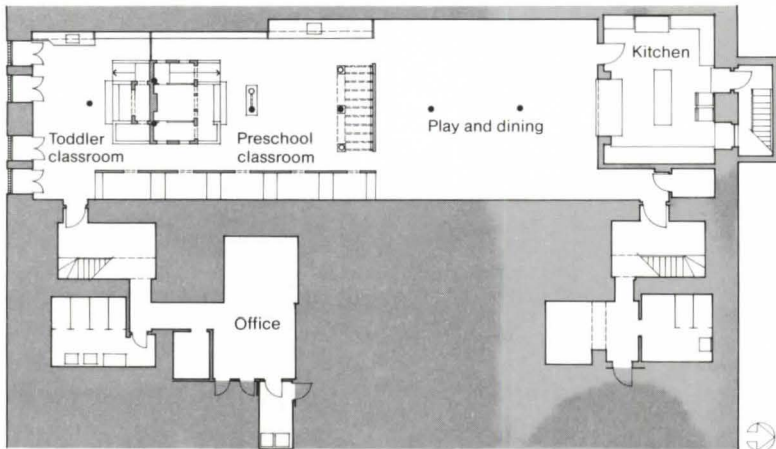 Kitchen
Toddler
classroom
Preschool
classroom
Play and dining
Office